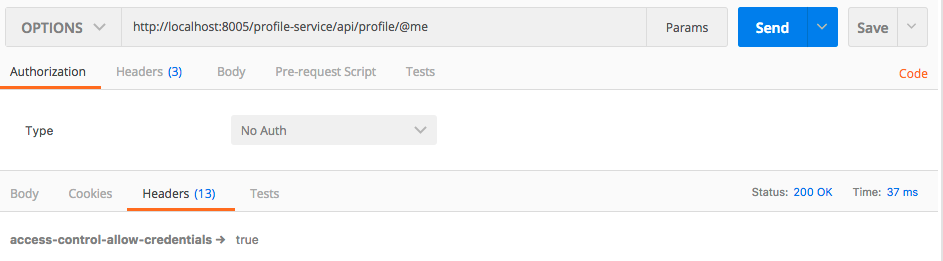 OPTIONS http://localhost:8005/profile-service/api/profile/@me Params Send Save
Authorization Headers (3) Body Pre-request Script Tests Code
Type No Auth
Body Cookies Headers (13) Tests Status: 200 OK Time: 37 ms
access-control-allow-credentials → true